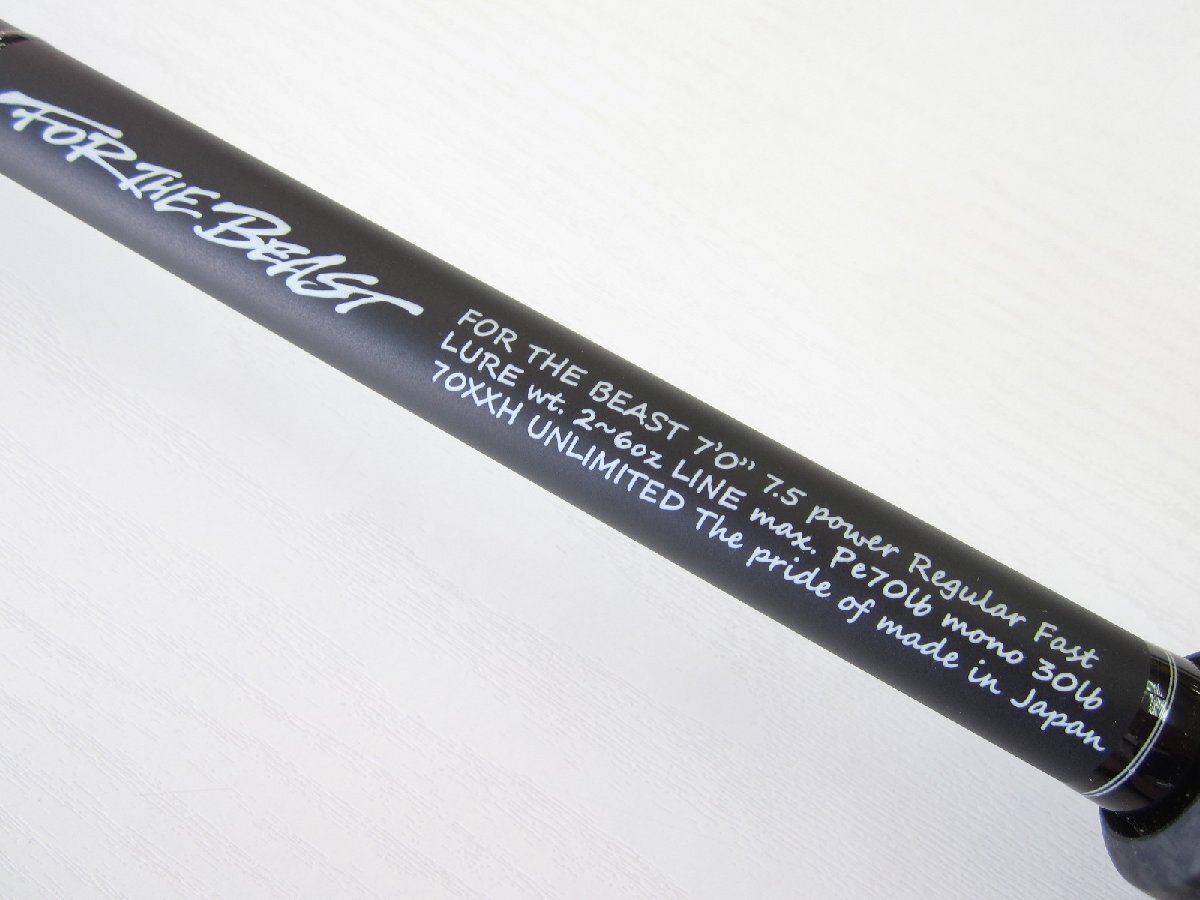 FOR THE BEAST
FOR THE BEAST 7'0" 7.5 power Regular Fast
LURE wt. 2~6oz LINE max. Pe70lb mono 30lb
70XXH UNLIMITED The pride of made in Japan